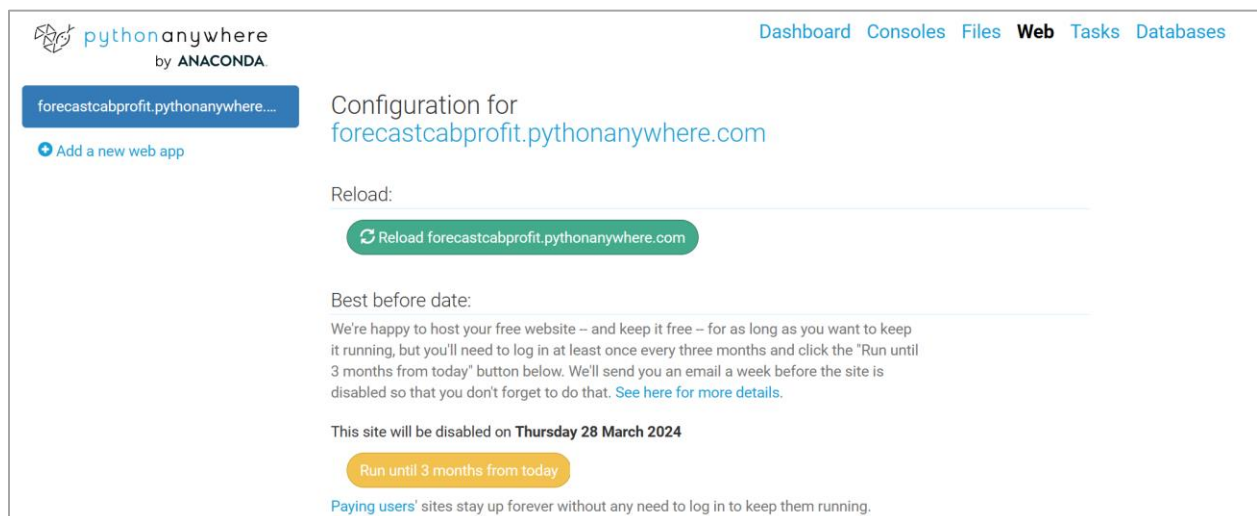 pythonanywhere
by ANACONDA.
Dashboard Consoles Files Web Tasks Databases
forecastcabprofit.pythonanywhere....
Add a new web app
Configuration for
forecastcabprofit.pythonanywhere.com
Reload:
Reload forecastcabprofit.pythonanywhere.com
Best before date:
We're happy to host your free website -- and keep it free -- for as long as you want to keep
it running, but you'll need to log in at least once every three months and click the "Run until
3 months from today" button below. We'll send you an email a week before the site is
disabled so that you don't forget to do that. See here for more details.
This site will be disabled on Thursday 28 March 2024
Run until 3 months from today
Paying users' sites stay up forever without any need to log in to keep them running.